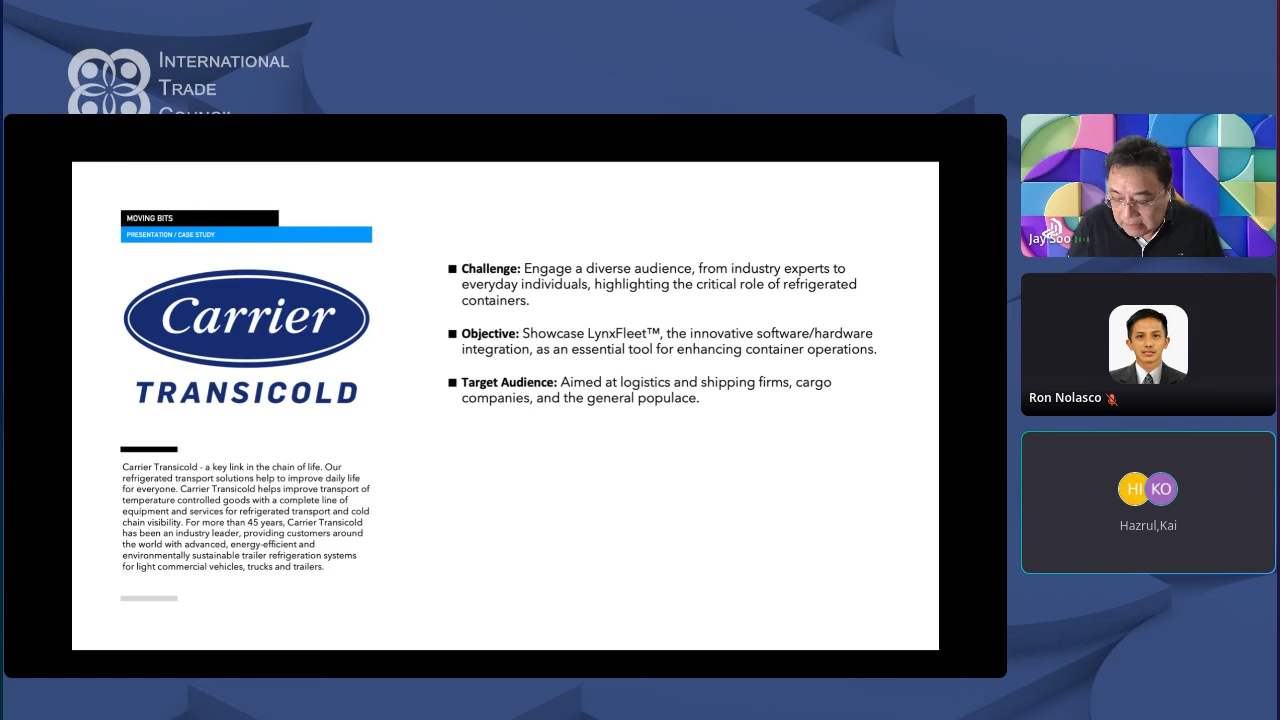 INTERNATIONAL
TRADE
COUNCIL
MOVING BITS
PRESENTATION / CASE STUDY
Carrier
TRANSICOLD
Carrier Transicold - a key link in the chain of life. Our
refrigerated transport solutions help to improve daily life
for everyone. Carrier Transicold helps improve transport of
temperature controlled goods with a complete line of
equipment and services for refrigerated transport and cold
chain visibility. For more than 45 years, Carrier Transicold
has been an industry leader, providing customers around
the world with advanced, energy-efficient and
environmentally sustainable trailer refrigeration systems
for light commercial vehicles, trucks and trailers.
■ Challenge: Engage a diverse audience, from industry experts to
everyday individuals, highlighting the critical role of refrigerated
containers.
■ Objective: Showcase LynxFleet™, the innovative software/hardware
integration, as an essential tool for enhancing container operations.
■ Target Audience: Aimed at logistics and shipping firms, cargo
companies, and the general populace.
Jay Soo
Ron Nolasco
HI KO
Hazrul,Kai